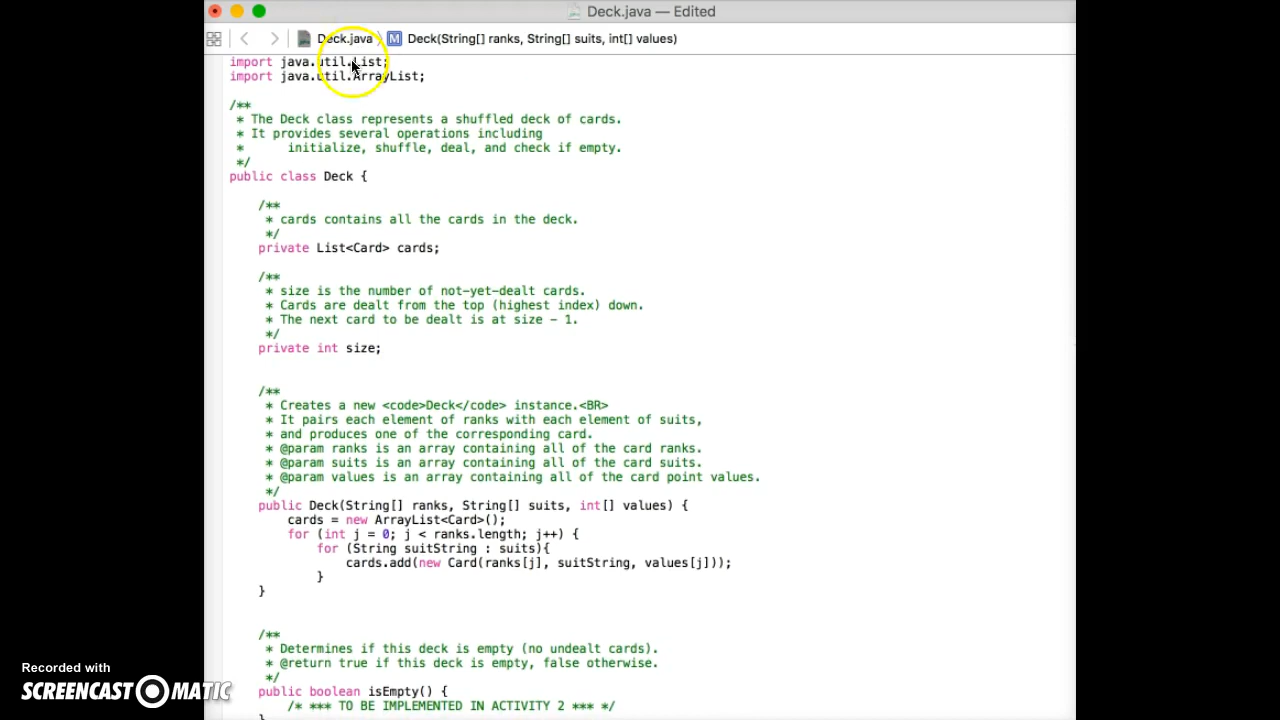 Deck.java — Edited
Deck.java
M Deck(String[] ranks, String[] suits, int[] values)
import java.util.List;
import java.util.ArrayList;
/**
* The Deck class represents a shuffled deck of cards.
* It provides several operations including
*      initialize, shuffle, deal, and check if empty.
*/
public class Deck {
/**
* cards contains all the cards in the deck.
*/
private List<Card> cards;
/**
* size is the number of not-yet-dealt cards.
* Cards are dealt from the top (highest index) down.
* The next card to be dealt is at size - 1.
*/
private int size;
/**
* Creates a new <code>Deck</code> instance.<BR>
* It pairs each element of ranks with each element of suits,
* and produces one of the corresponding card.
* @param ranks is an array containing all of the card ranks.
* @param suits is an array containing all of the card suits.
* @param values is an array containing all of the card point values.
*/
public Deck(String[] ranks, String[] suits, int[] values) {
cards = new ArrayList<Card>();
for (int j = 0; j < ranks.length; j++) {
for (String suitString : suits){
cards.add(new Card(ranks[j], suitString, values[j]));
}
}
/**
* Determines if this deck is empty (no undealt cards).
* @return true if this deck is empty, false otherwise.
*/
public boolean isEmpty() {
/* *** TO BE IMPLEMENTED IN ACTIVITY 2 *** */
}
Recorded with
SCREENCAST-O-MATIC